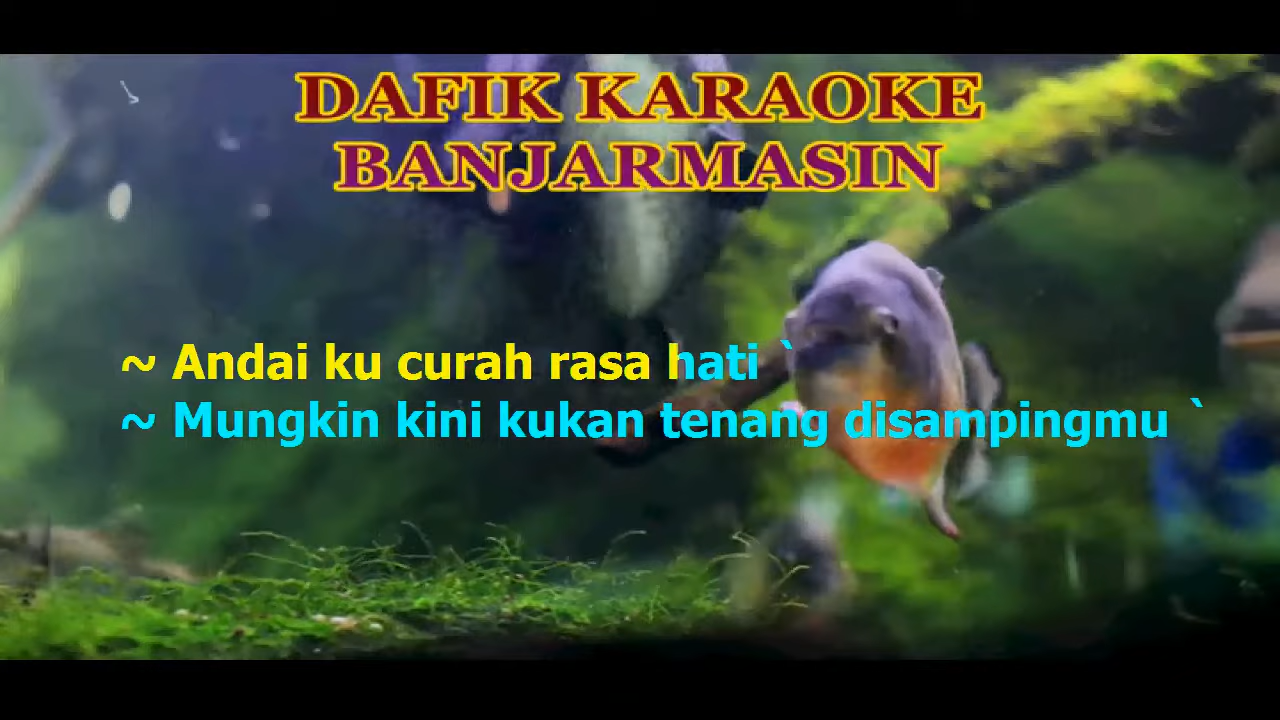 DAFIK KARAOKE
BANJARMASIN
~ Andai ku curah rasa hati `
~ Mungkin kini kukan tenang disampingmu `